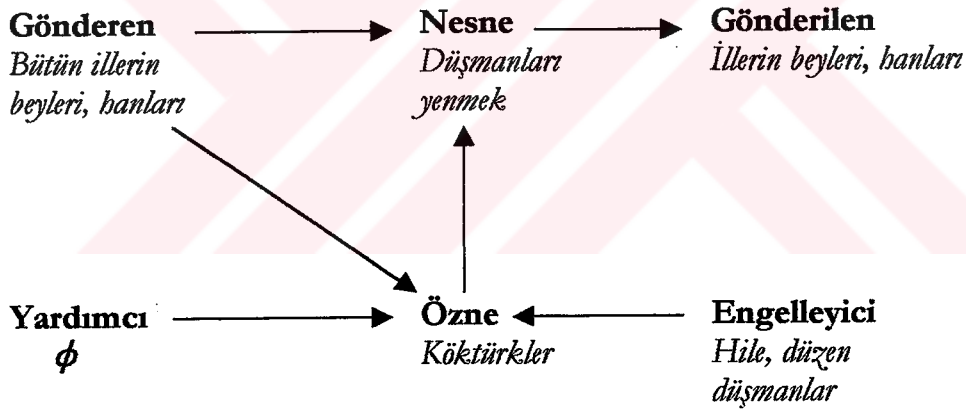 Gönderen
Bütün illerin
beyleri, hanları
Nesne
Düşmanları
yenmek
Gönderilen
İllerin beyleri, hanları
Yardımcı
ϕ
Özne
Köktürkler
Engelleyici
Hile, düzen
düşmanlar